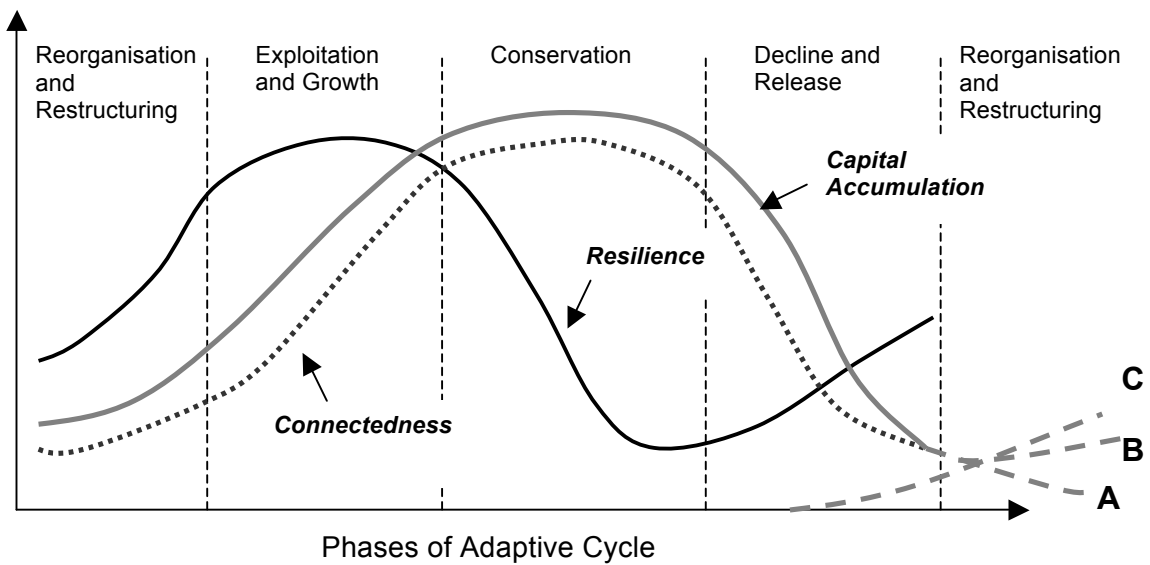 Reorganisation
and
Restructuring
Exploitation
and Growth
Conservation
Decline and
Release
Reorganisation
and
Restructuring
Capital
Accumulation
Resilience
Connectedness
C
B
A
Phases of Adaptive Cycle